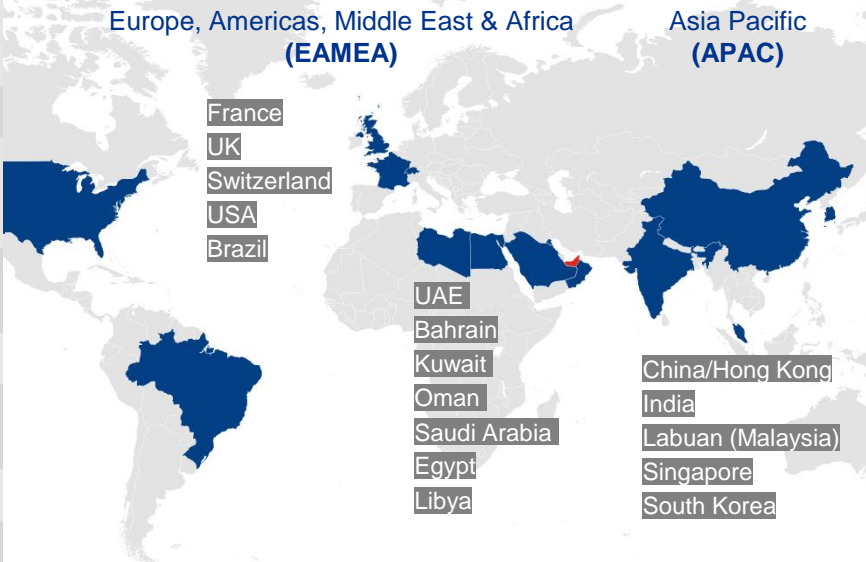 Europe, Americas, Middle East & Africa
(EAMEA)
Asia Pacific
(APAC)
France
UK
Switzerland
USA
Brazil
UAE
Bahrain
Kuwait
Oman
Saudi Arabia
Egypt
Libya
China/Hong Kong
India
Labuan (Malaysia)
Singapore
South Korea